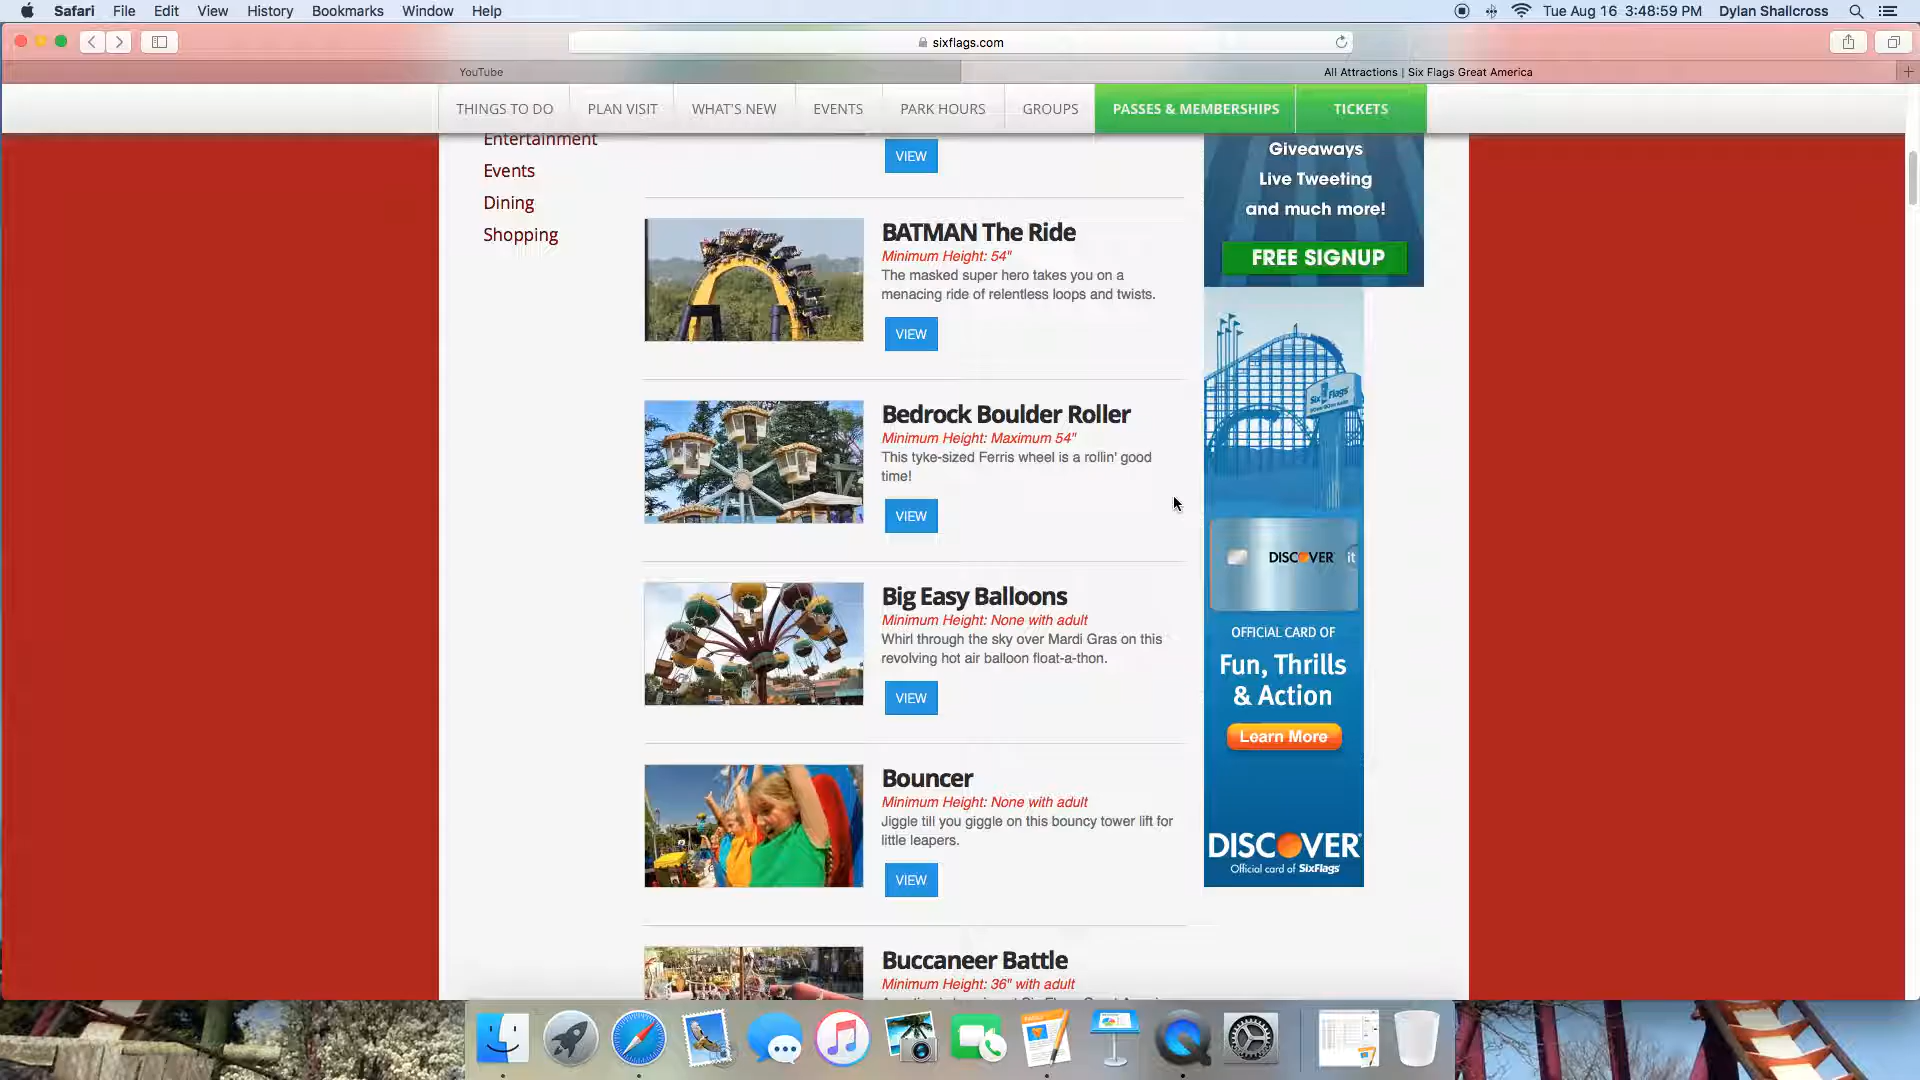 Safari File Edit View History Bookmarks Window Help
Tue Aug 16 3:48:59 PM Dylan Shallcross
sixflags.com
YouTube
All Attractions | Six Flags Great America
THINGS TO DO
PLAN VISIT
WHAT'S NEW
EVENTS
PARK HOURS
GROUPS
PASSES & MEMBERSHIPS
TICKETS
Entertainment
Events
Dining
Shopping
VIEW
BATMAN The Ride
Minimum Height: 54"
The masked super hero takes you on a
menacing ride of relentless loops and twists.
VIEW
Bedrock Boulder Roller
Minimum Height: Maximum 54"
This tyke-sized Ferris wheel is a rollin' good
time!
VIEW
Big Easy Balloons
Minimum Height: None with adult
Whirl through the sky over Mardi Gras on this
revolving hot air balloon float-a-thon.
VIEW
Bouncer
Minimum Height: None with adult
Jiggle till you giggle on this bouncy tower lift for
little leapers.
VIEW
Buccaneer Battle
Minimum Height: 36" with adult
Giveaways
Live Tweeting
and much more!
FREE SIGNUP
Six Flags
DISCOVER it
OFFICIAL CARD OF
Fun, Thrills
& Action
Learn More
DISCOVER
Official card of SixFlags